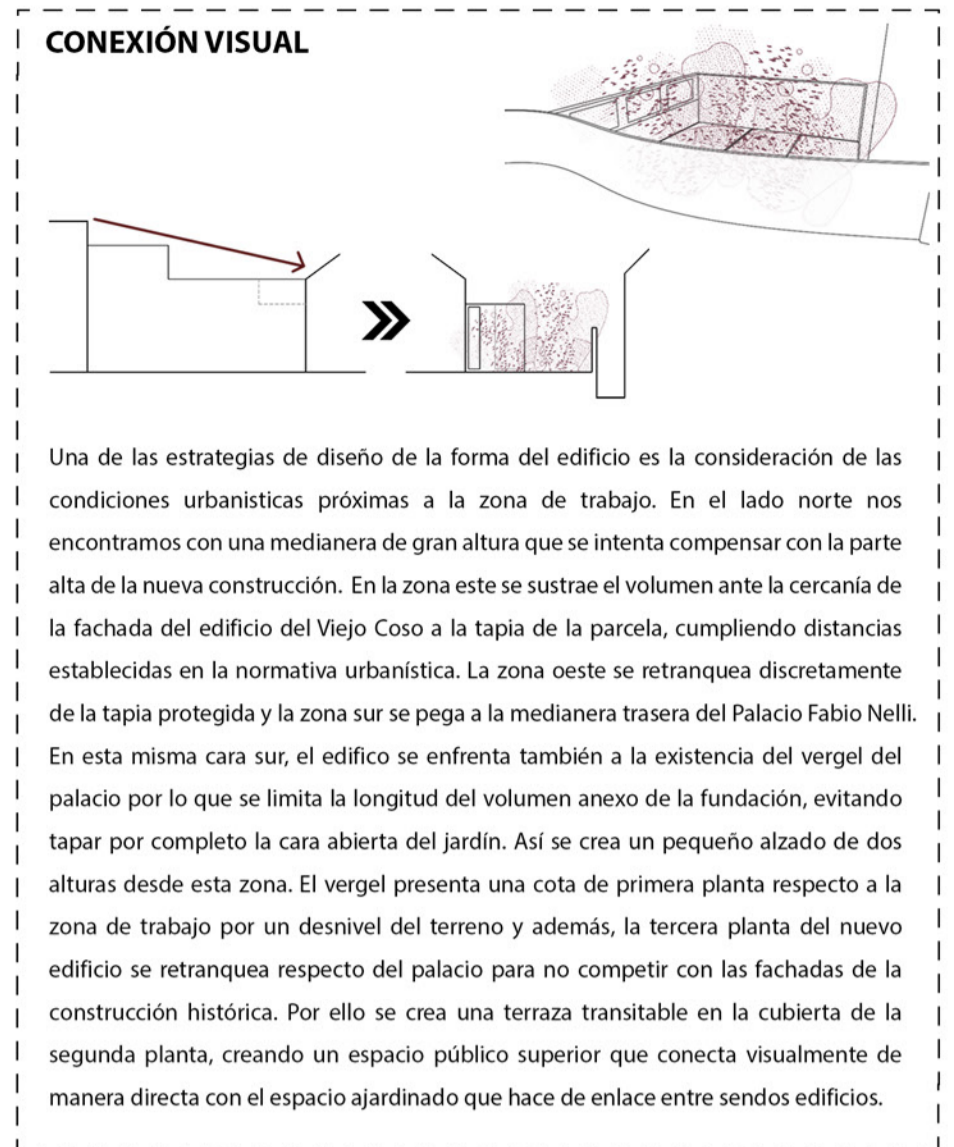 CONEXIÓN VISUAL
Una de las estrategias de diseño de la forma del edificio es la consideración de las
condiciones urbanisticas próximas a la zona de trabajo. En el lado norte nos
encontramos con una medianera de gran altura que se intenta compensar con la parte
alta de la nueva construcción. En la zona este se sustrae el volumen ante la cercanía de
la fachada del edificio del Viejo Coso a la tapia de la parcela, cumpliendo distancias
establecidas en la normativa urbanística. La zona oeste se retranquea discretamente
de la tapia protegida y la zona sur se pega a la medianera trasera del Palacio Fabio Nelli.
En esta misma cara sur, el edifico se enfrenta también a la existencia del vergel del
palacio por lo que se limita la longitud del volumen anexo de la fundación, evitando
tapar por completo la cara abierta del jardín. Así se crea un pequeño alzado de dos
alturas desde esta zona. El vergel presenta una cota de primera planta respecto a la
zona de trabajo por un desnivel del terreno y además, la tercera planta del nuevo
edificio se retranquea respecto del palacio para no competir con las fachadas de la
construcción histórica. Por ello se crea una terraza transitable en la cubierta de la
segunda planta, creando un espacio público superior que conecta visualmente de
manera directa con el espacio ajardinado que hace de enlace entre sendos edificios.